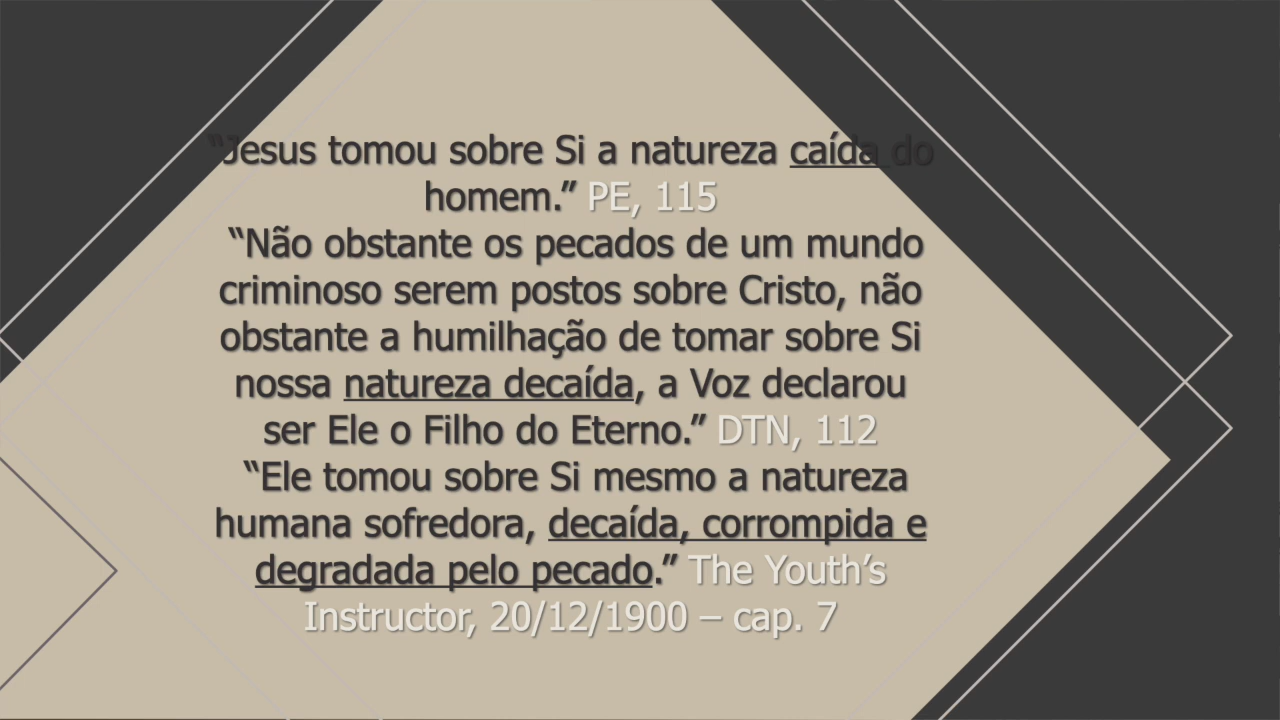 “Jesus tomou sobre Si a natureza caída do
homem.” PE, 115
“Não obstante os pecados de um mundo
criminoso serem postos sobre Cristo, não
obstante a humilhação de tomar sobre Si
nossa natureza decaída, a Voz declarou
ser Ele o Filho do Eterno.” DTN, 112
“Ele tomou sobre Si mesmo a natureza
humana sofredora, decaída, corrompida e
degradada pelo pecado.” The Youth’s
Instructor, 20/12/1900 – cap. 7